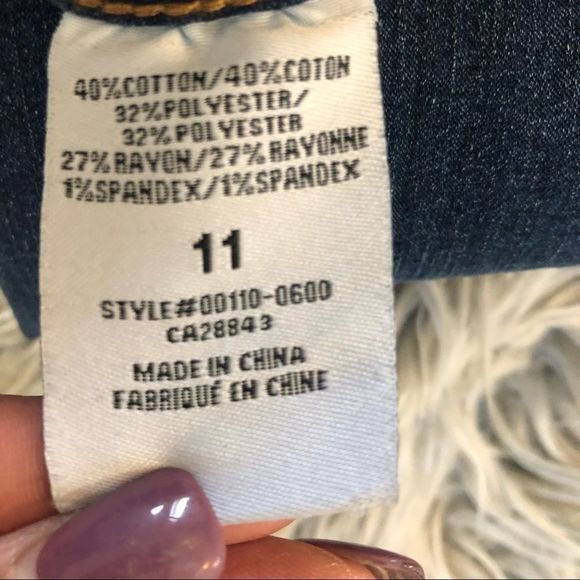 40%COTTON/40%COTON
32%POLYESTER/
32%POLYESTER
27%RAYON/27%RAYONNE
1%SPANDEX/1%SPANDEX
11
STYLE#00110-0600
CA28843
MADE IN CHINA
FABRIQUÉ EN CHINE